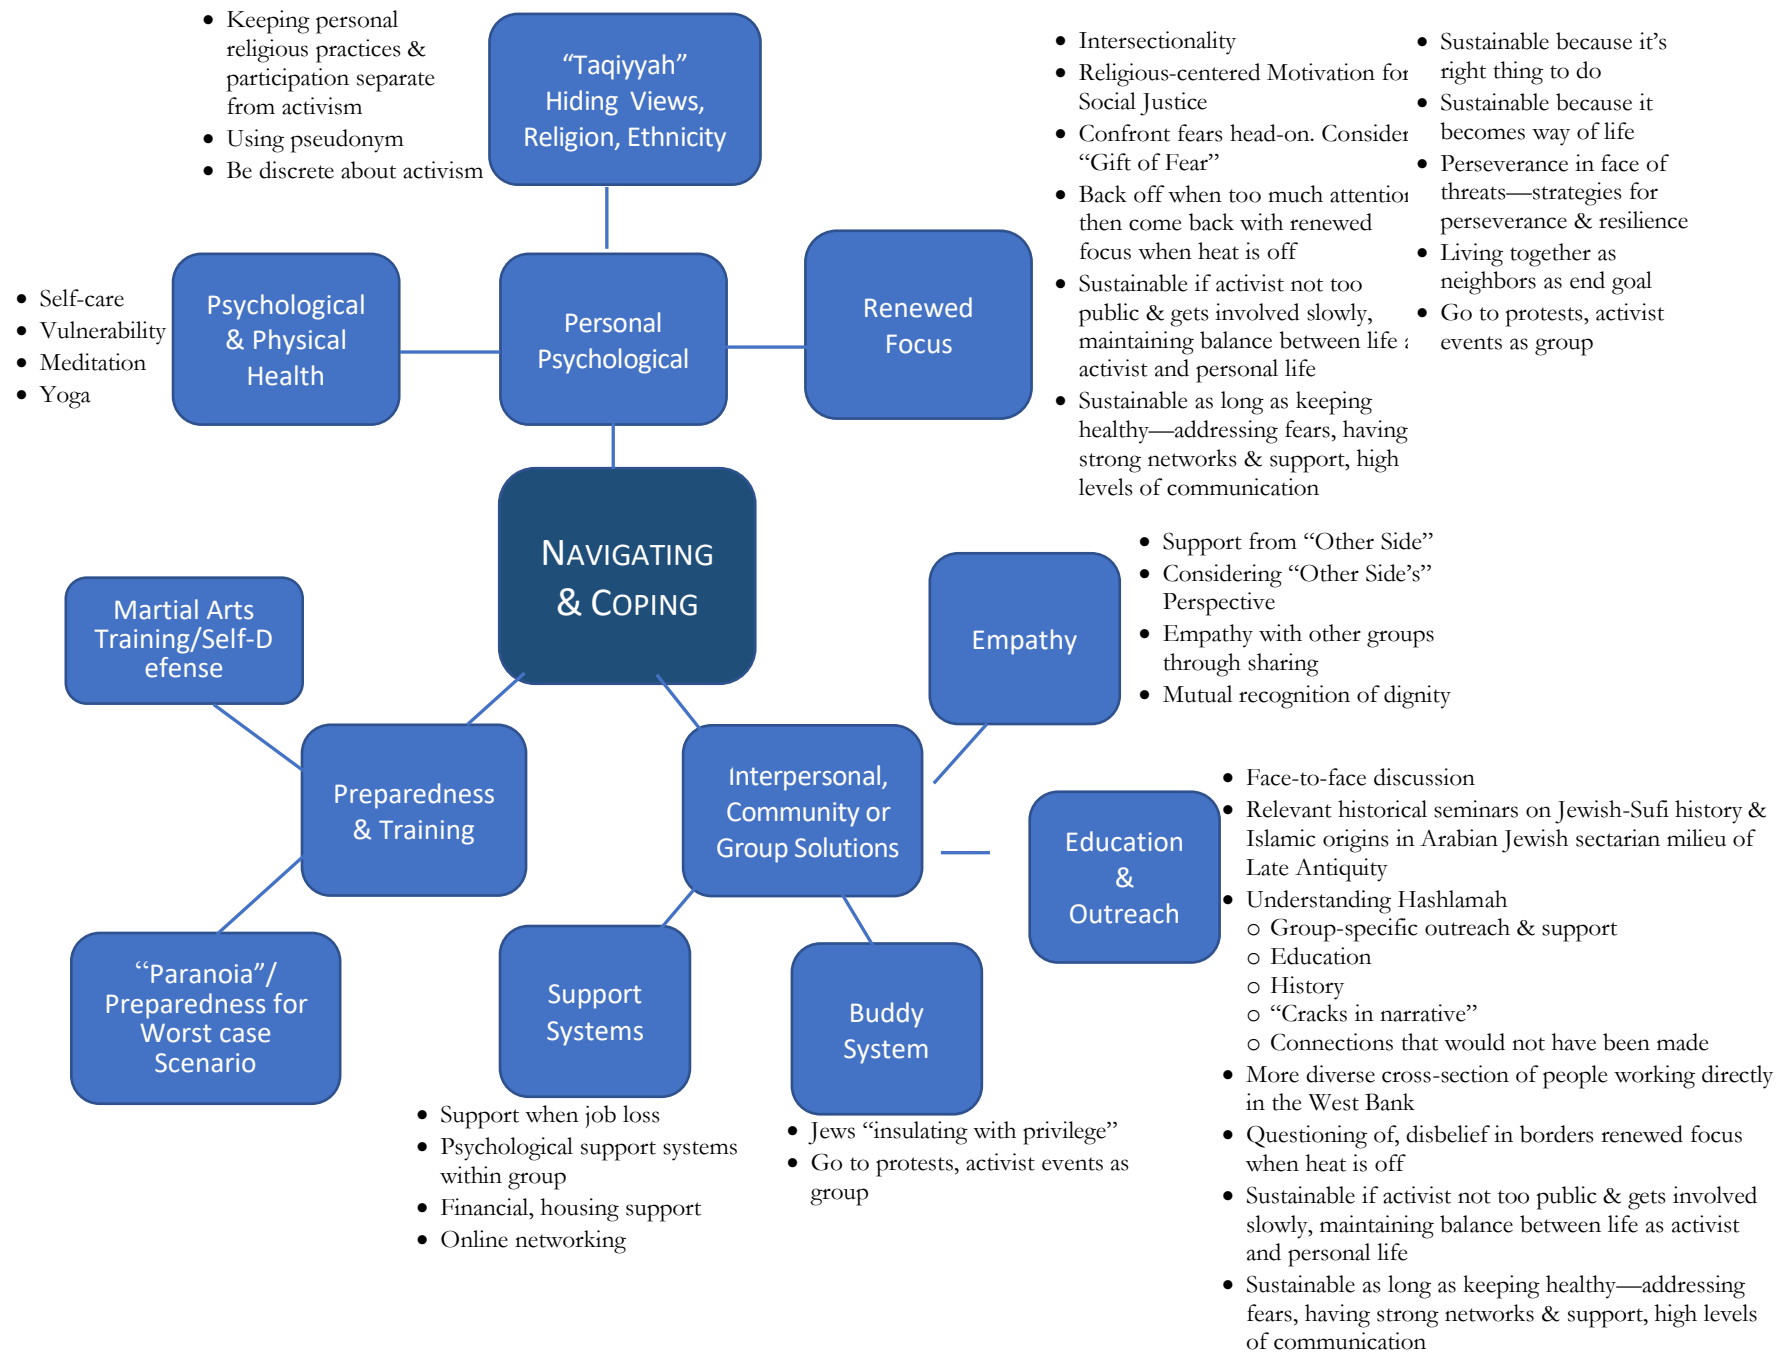 • Keeping personal
religious practices &
participation separate
from activism
• Using pseudonym
• Be discrete about activism
“Taqiyyah”
Hiding Views,
Religion, Ethnicity
• Intersectionality
• Religious-centered Motivation for
Social Justice
• Confront fears head-on. Consider
“Gift of Fear”
• Back off when too much attention
then come back with renewed
focus when heat is off
• Sustainable if activist not too
public & gets involved slowly,
maintaining balance between life
activist and personal life
• Sustainable as long as keeping
healthy—addressing fears, having
strong networks & support, high
levels of communication
• Sustainable because it’s
right thing to do
• Sustainable because it
becomes way of life
• Perseverance in face of
threats—strategies for
perseverance & resilience
• Living together as
neighbors as end goal
• Go to protests, activist
events as group
• Self-care
• Vulnerability
• Meditation
• Yoga
Psychological
& Physical
Health
Personal
Psychological
Renewed
Focus
NAVIGATING
& COPING
Martial Arts
Training/Self-D
efense
Preparedness
& Training
“Paranoia”/
Preparedness for
Worst case
Scenario
Interpersonal,
Community or
Group Solutions
Empathy
• Support from “Other Side”
• Considering “Other Side’s”
Perspective
• Empathy with other groups
through sharing
• Mutual recognition of dignity
Education
&
Outreach
• Face-to-face discussion
• Relevant historical seminars on Jewish-Sufi history &
Islamic origins in Arabian Jewish sectarian milieu of
Late Antiquity
• Understanding Hashlamah
o Group-specific outreach & support
o Education
o History
o “Cracks in narrative”
o Connections that would not have been made
• More diverse cross-section of people working directly
in the West Bank
• Questioning of, disbelief in borders renewed focus
when heat is off
• Sustainable if activist not too public & gets involved
slowly, maintaining balance between life as activist
and personal life
• Sustainable as long as keeping healthy—addressing
fears, having strong networks & support, high levels
of communication
Support
Systems
• Support when job loss
• Psychological support systems
within group
• Financial, housing support
• Online networking
Buddy
System
• Jews “insulating with privilege”
• Go to protests, activist events as
group